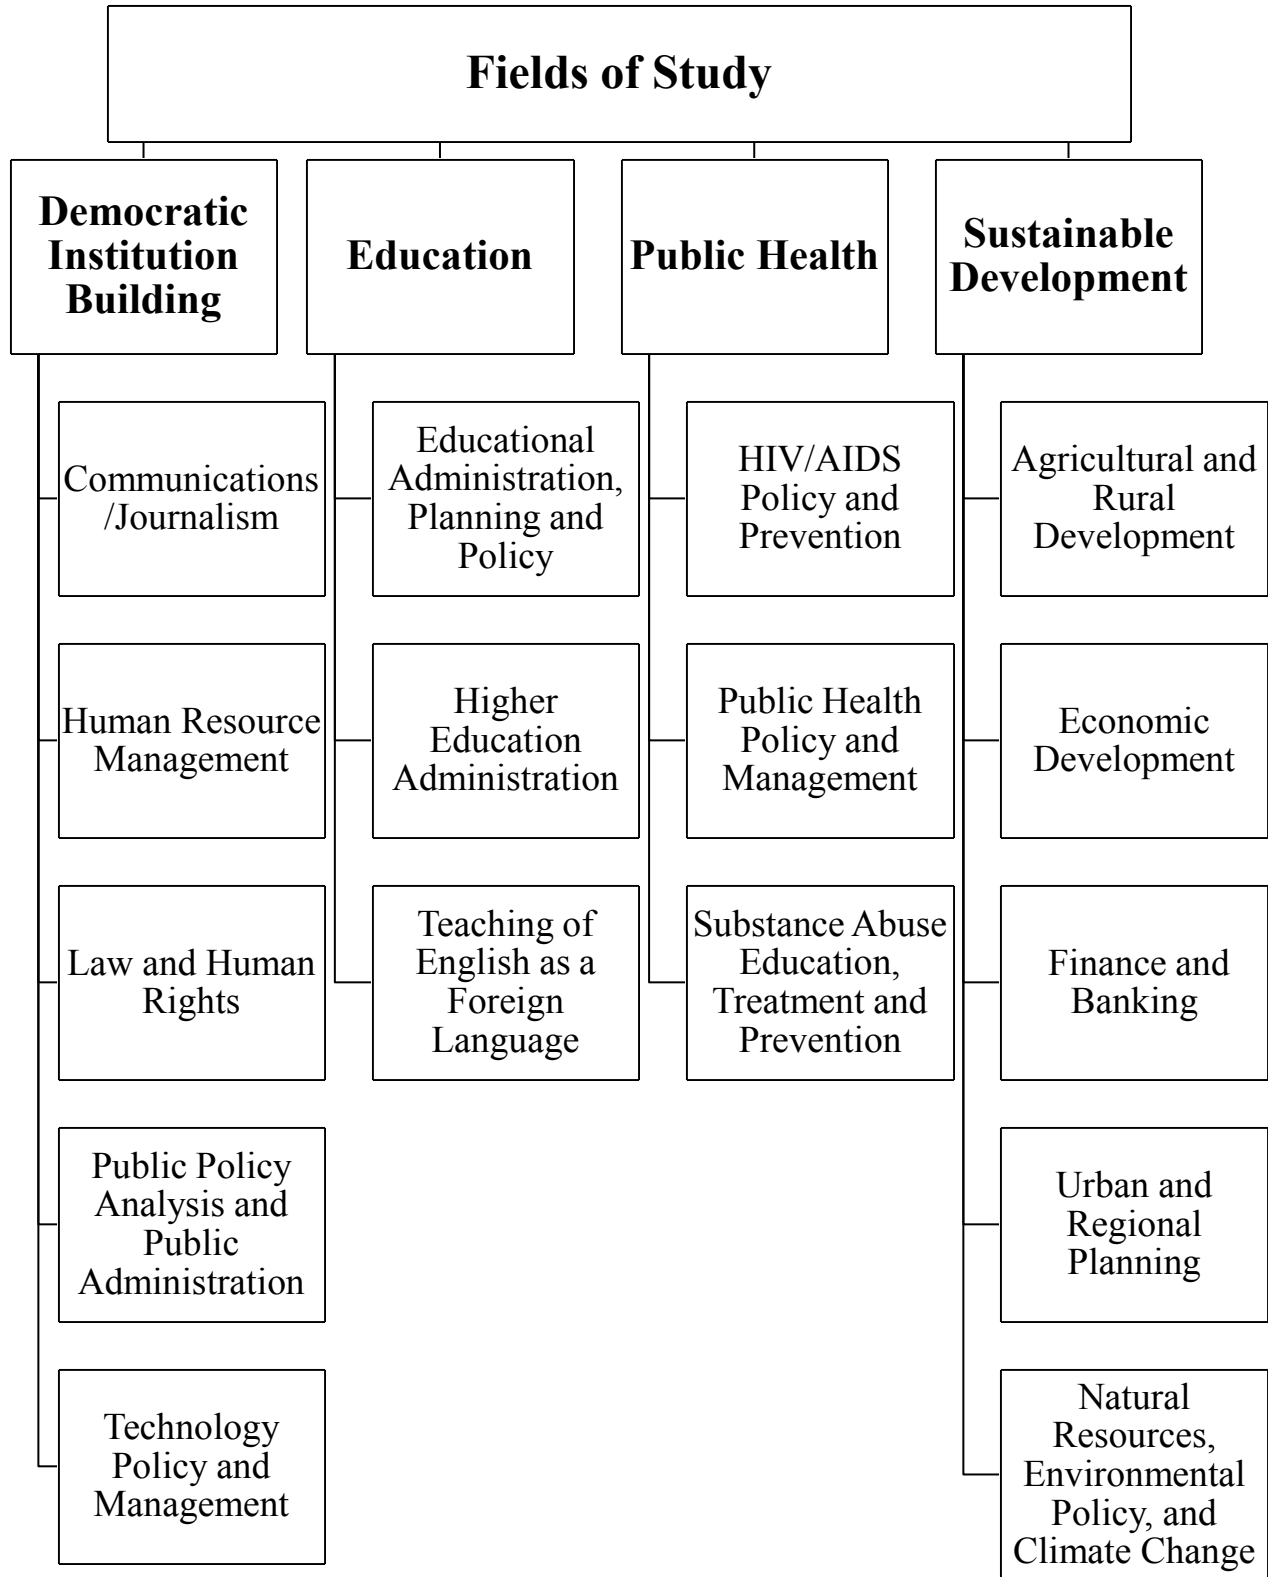 Fields of Study
Democratic
Institution
Building
Communications
/Journalism
Human Resource
Management
Law and Human
Rights
Public Policy
Analysis and
Public
Administration
Technology
Policy and
Management
Education
Educational
Administration,
Planning and
Policy
Higher
Education
Administration
Teaching of
English as a
Foreign
Language
Public Health
HIV/AIDS
Policy and
Prevention
Public Health
Policy and
Management
Substance Abuse
Education,
Treatment and
Prevention
Sustainable
Development
Agricultural and
Rural
Development
Economic
Development
Finance and
Banking
Urban and
Regional
Planning
Natural
Resources,
Environmental
Policy, and
Climate Change